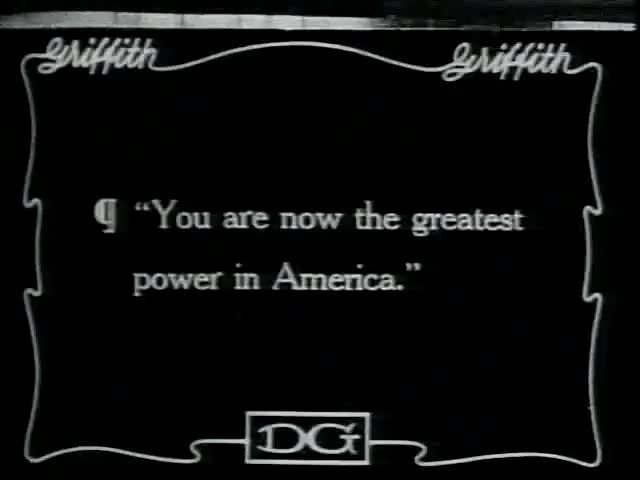 Griffith Griffith
¶ “You are now the greatest
power in America.”
DG